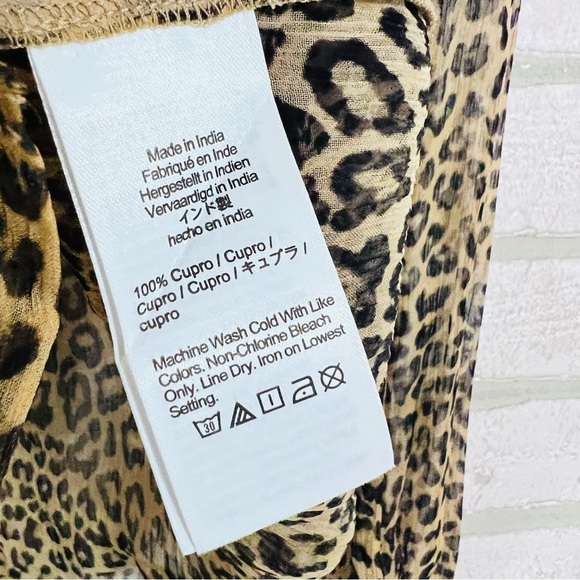 Made in India
Fabriqué en Inde
Hergestellt in Indien
Vervaardigd in India
インド製
hecho en india
100% Cupro / Cupro /
Cupro / Cupro / キュプラ /
cupro
Machine Wash Cold With Like
Colors. Non-Chlorine Bleach
Only. Line Dry. Iron on Lowest
Setting.
30